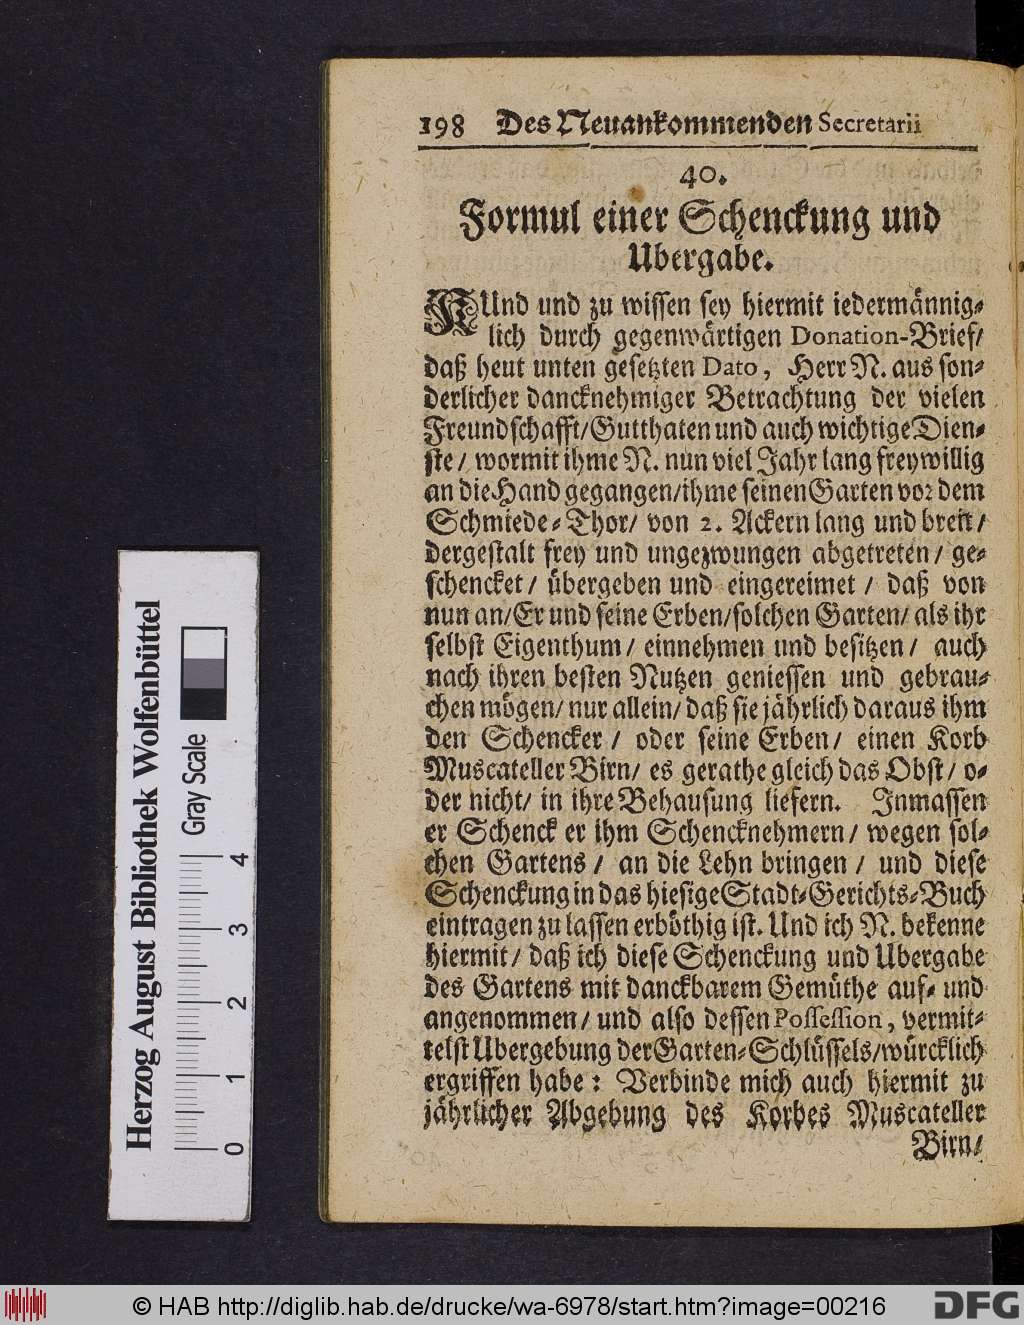 198 Des Neuankommenden Secretarii
40.
Formul einer Schenckung und
Ubergabe.
KUnd und zu wissen sey hiermit iedermännig-
lich durch gegenwärtigen Donation-Brief/
daß heut unten gesetzten Dato, Herr N. aus son-
derlicher dancknehmiger Betrachtung der vielen
Freundschafft/Gutthaten und auch wichtige Dien-
ste/ wormit ihme N. nun viel Jahr lang freywillig
an die Hand gegangen/ihme seinen Garten vor dem
Schmiede-Thor/ von 2. Ackern lang und breit/
dergestalt frey und ungezwungen abgetreten/ ge-
schencket/ übergeben und eingereimet/ daß von
nun an/Er und seine Erben/solchen Garten/ als ihr
selbst Eigenthum/ einnehmen und besitzen/ auch
nach ihren besten Nutzen geniessen und gebrau-
chen mögen/ nur allein/ daß sie jährlich daraus ihm
den Schencker/ oder seine Erben/ einen Korb
Muscateller Birn/ es gerathe gleich das Obst/ o-
der nicht/ in ihre Behausung liefern. Inmassen
er Schenck er ihm Schencknehmern/ wegen sol-
chen Gartens/ an die Lehn bringen/ und diese
Schenckung in das hiesige Stadt-Gerichts-Buch
eintragen zu lassen erböthig ist. Und ich N. bekenne
hiermit/ daß ich diese Schenckung und Ubergabe
des Gartens mit danckbarem Gemüthe auf- und
angenommen/ und also dessen Possession, vermit-
telst Ubergebung der Garten-Schlüssels/würcklich
ergriffen habe: Verbinde mich auch hiermit zu
jährlicher Abgebung des Korbes Muscateller
Birn/
Herzog August Bibliothek Wolfenbüttel
Gray Scale
0 1 2 3 4
© HAB http://diglib.hab.de/drucke/wa-6978/start.htm?image=00216
DFG